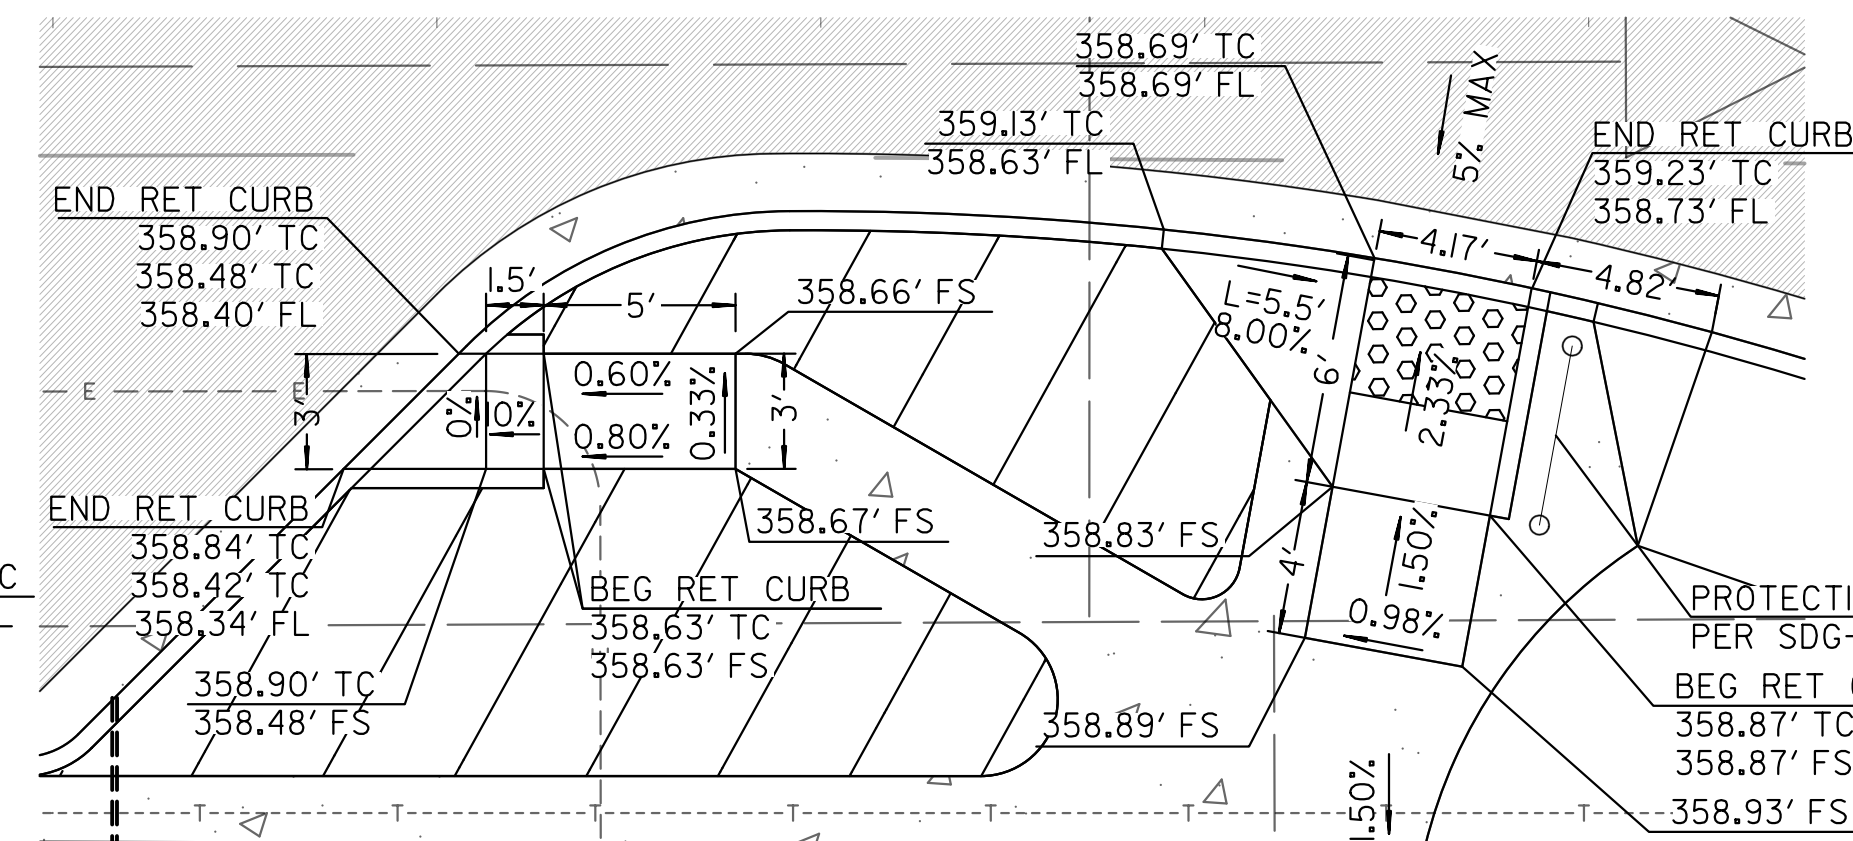 358.69' TC
358.69' FL
5% MAX
359.13' TC
358.63' FL
END RET CURB
359.23' TC
358.73' FL
END RET CURB
358.90' TC
358.48' TC
358.40' FL
1.5'
5'
358.66' FS
4.17'
4.82'
L=5.5'
8.00%
E
E
3'
0%
10%
0.60%
0.80%
0.33%
3'
6'
2.33%
END RET CURB
358.84' TC
358.42' TC
358.34' FL
358.67' FS
358.83' FS
4'
1.50%
0.98%
C
BEG RET CURB
358.63' TC
358.63' FS
PROTECTI
PER SDG-
358.90' TC
358.48' FS
358.89' FS
BEG RET
358.87' TC
358.87' FS
358.93' FS
1.50%
T T T T T T T